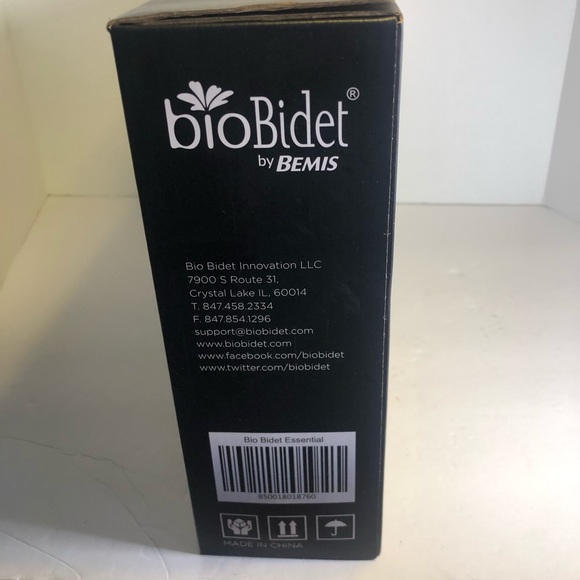 bioBidet®
by BEMIS
Bio Bidet Innovation LLC
7900 S Route 31,
Crystal Lake IL, 60014
T. 847.458.2334
F. 847.854.1296
support@biobidet.com
www.biobidet.com
www.facebook.com/biobidet
www.twitter.com/biobidet
Bio Bidet Essential
850018018760
MADE IN CHINA